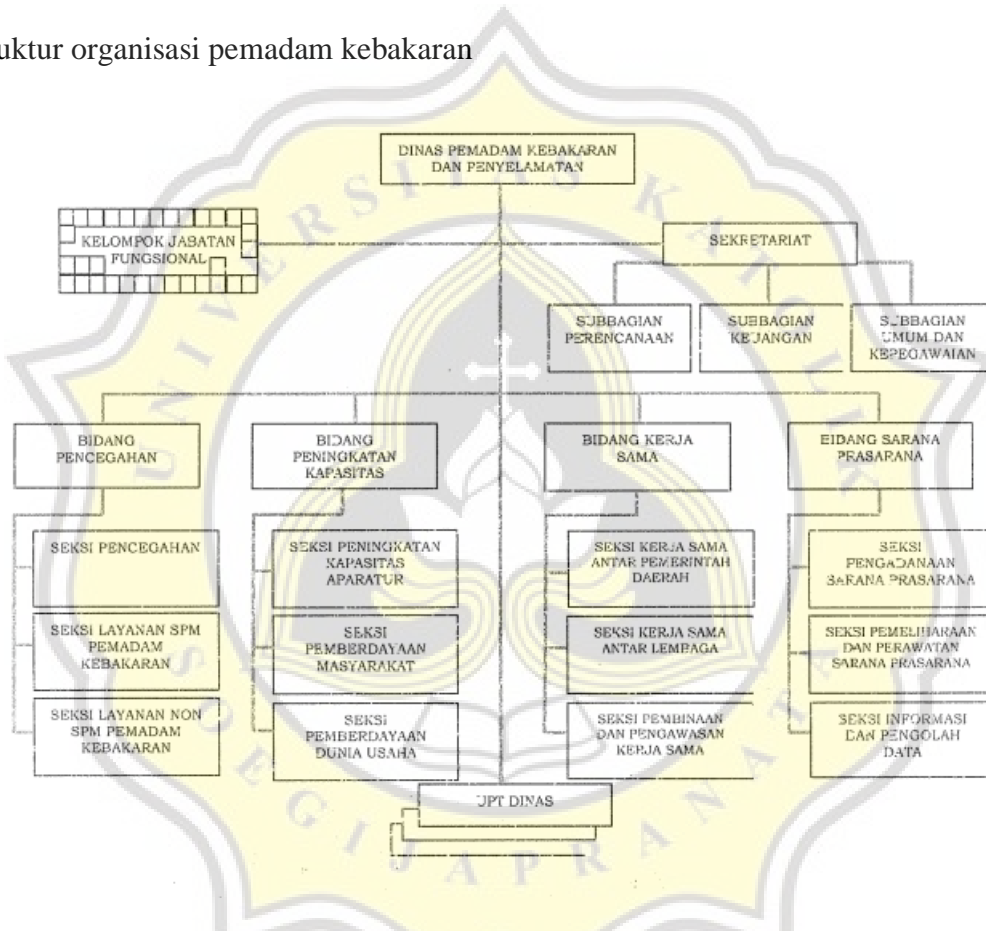 uktur organisasi pemadam kebakaran
DINAS PEMADAM KEBAKARAN
DAN PENYELAMATAN
KELOMPOK JABATAN
FUNGSIONAL
SEKRETARIAT
SUBBAGIAN
PERENCANAAN
SUBBAGIAN
KEUANGAN
SUBBAGIAN
UMUM DAN
KEPEGAWAIAN
BIDANG
PENCEGAHAN
BIDANG
PENINGKATAN
KAPASITAS
BIDANG KERJA
SAMA
BIDANG SARANA
PRASARANA
SEKSI PENCEGAHAN
SEKSI PENINGKATAN
KAPASITAS
APARATUR
SEKSI KERJA SAMA
ANTAR PEMERINTAH
DAERAH
SEKSI
PENGADANAAN
SARANA PRASARANA
SEKSI LAYANAN SPM
PEMADAM
KEBAKARAN
SEKSI
PEMBERDAYAAN
MASYARAKAT
SEKSI KERJA SAMA
ANTAR LEMBAGA
SEKSI PEMELIHARAAN
DAN PERAWATAN
SARANA PRASARANA
SEKSI LAYANAN NON
SPM PEMADAM
KEBAKARAN
SEKSI
PEMBERDAYAAN
DUNIA USAHA
SEKSI PEMBINAAN
DAN PENGAWASAN
KERJA SAMA
SEKSI INFORMASI
DAN PENGOLAH
DATA
UPT DINAS
UNIVERSITAS KATOLIK
SOEGIJAPRANATA